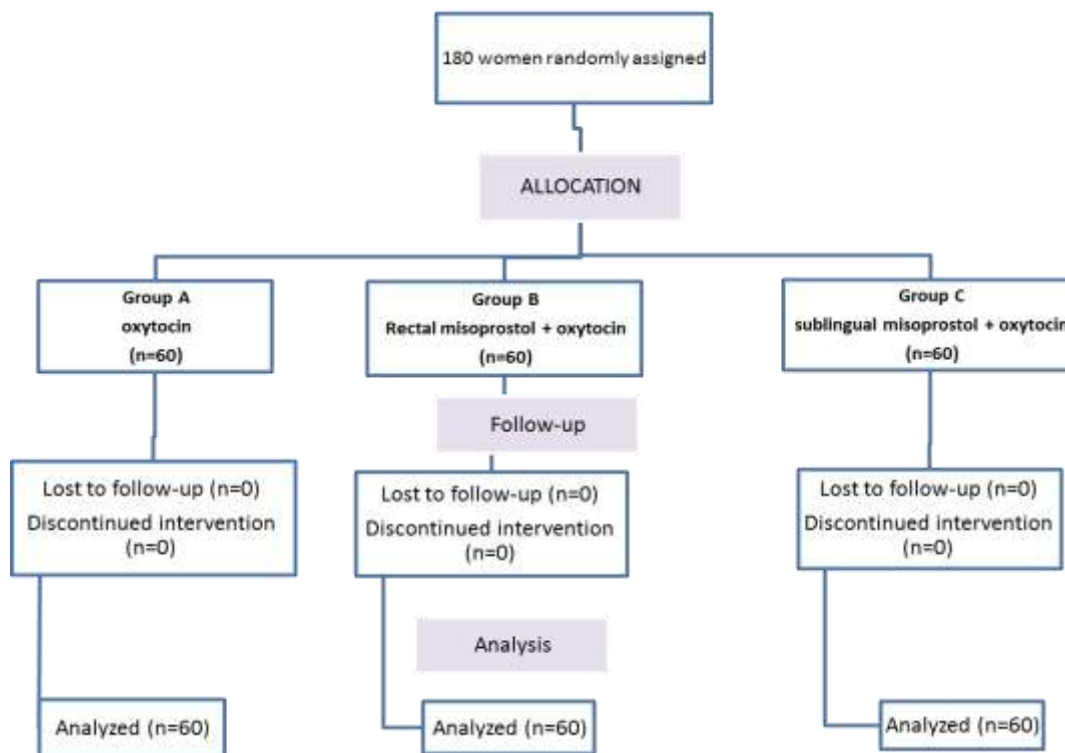 180 women randomly assigned
ALLOCATION
Group A
oxytocin
(n=60)
Group B
Rectal misoprostol + oxytocin
(n=60)
Group C
sublingual misoprostol + oxytocin
(n=60)
Follow-up
Lost to follow-up (n=0)
Discontinued intervention
(n=0)
Lost to follow-up (n=0)
Discontinued intervention
(n=0)
Lost to follow-up (n=0)
Discontinued intervention
(n=0)
Analysis
Analyzed (n=60)
Analyzed (n=60)
Analyzed (n=60)